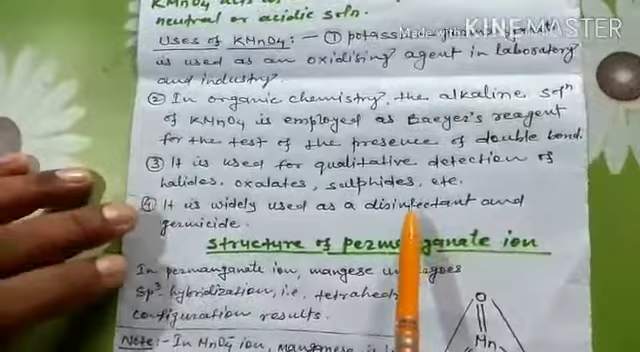 KMnO4 acts as
neutral or acidic soln.
Made with KINEMASTER
Uses of KMnO4 : — ① potassium
is used as an oxidising agent in laboratory
and industry.
② In organic chemistry, the alkaline soln
of KMnO4 is employed as Baeyer's reagent
for the test of the presence of double bond.
③ It is used for qualitative detection of
halides, oxalates, sulphides, etc.
④ It is widely used as a disinfectant and
germicide.
Structure of permanganate ion
In permanganate ion, mangese undergoes
Sp3 hybridization, i.e. tetrahedral
configuration results.
O
Mn
Note: - In MnO4- ion, manganese is